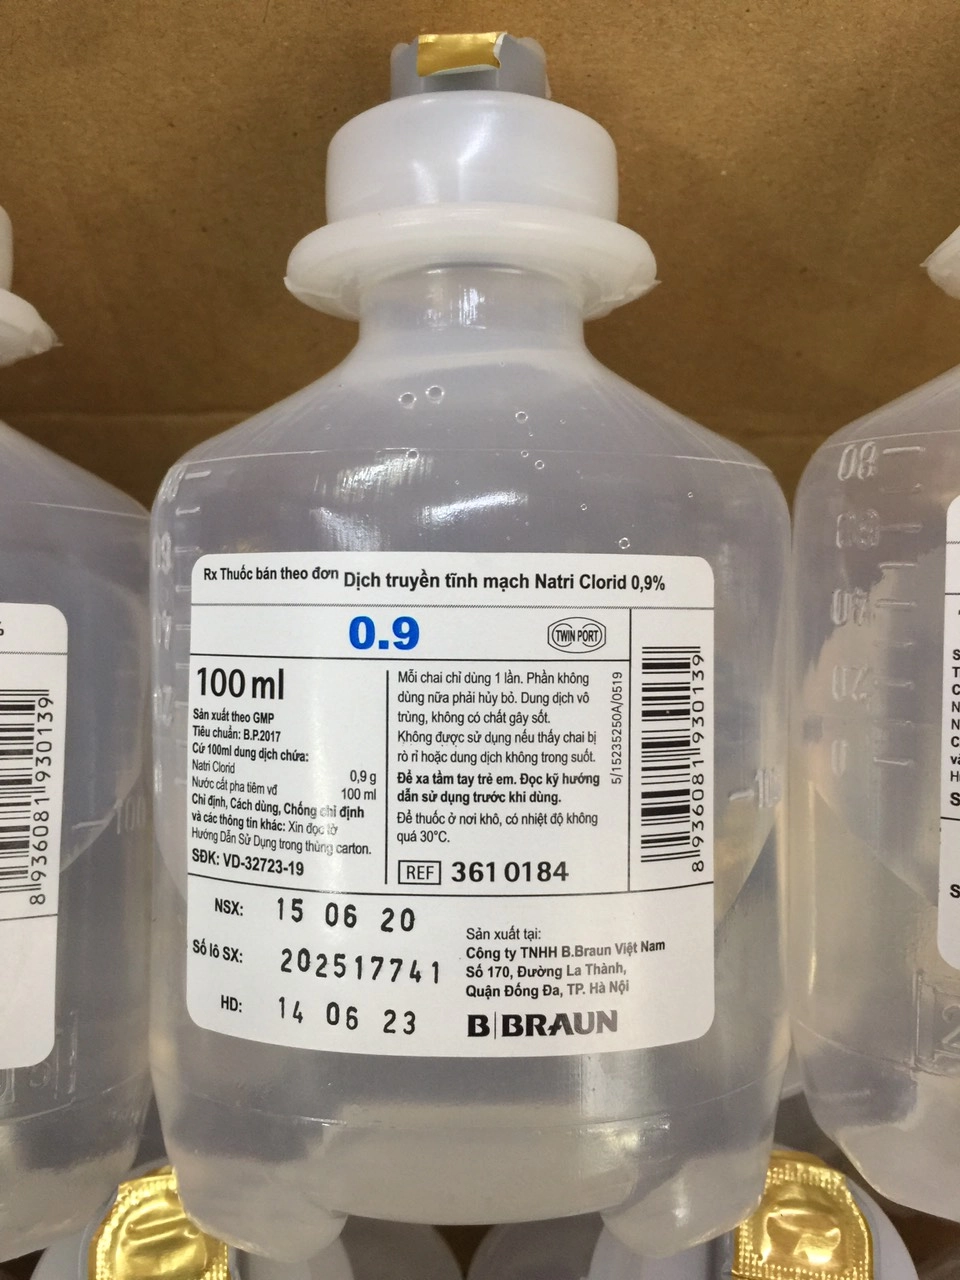 Rx Thuốc bán theo đơn Dịch truyền tĩnh mạch Natri Clorid 0,9%
0.9
TWIN PORT
100 ml
Sản xuất theo GMP
Tiêu chuẩn: B.P.2017
Cứ 100ml dung dịch chứa:
Natri Clorid 0,9 g
Nước cất pha tiêm vđ 100 ml
Chỉ định, Cách dùng, Chống chỉ định
và các thông tin khác: Xin đọc tờ
Hướng Dẫn Sử Dụng trong thùng carton.
SĐK: VD-32723-19
Mỗi chai chỉ dùng 1 lần. Phần không
dùng nữa phải hủy bỏ. Dung dịch vô
trùng, không có chất gây sốt.
Không được sử dụng nếu thấy chai bị
rò rỉ hoặc dung dịch không trong suốt.
Để xa tầm tay trẻ em. Đọc kỹ hướng
dẫn sử dụng trước khi dùng.
Để thuốc ở nơi khô, có nhiệt độ không
quá 30°C.
REF 361 0184
5/15235250A/0519
8 936081 930139
NSX: 15 06 20
Số lô SX: 202517741
HD: 14 06 23
Sản xuất tại:
Công ty TNHH B.Braun Việt Nam
Số 170, Đường La Thành,
Quận Đống Đa, TP. Hà Nội
B|BRAUN
%
8 936081 930139
100
80